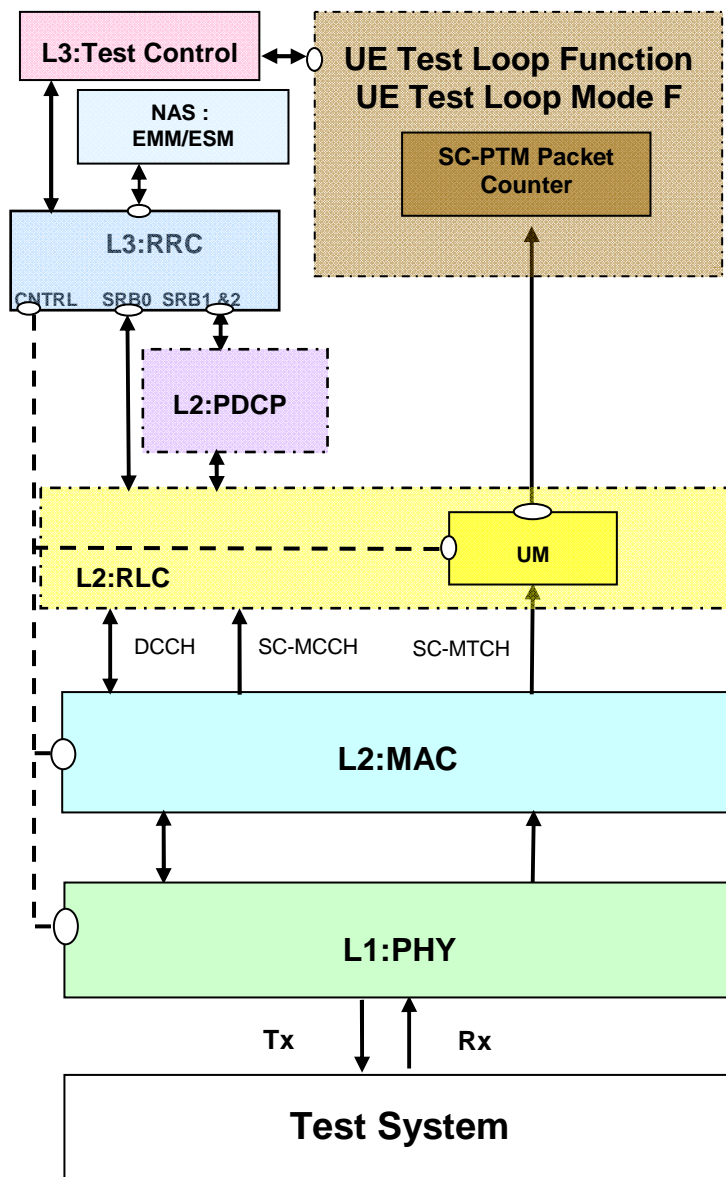 L3:Test Control
UE Test Loop Function
UE Test Loop Mode F
NAS :
EMM/ESM
SC-PTM Packet
Counter
L3:RRC
CNTRL SRB0 SRB1 &2
L2:PDCP
UM
L2:RLC
DCCH SC-MCCH SC-MTCH
L2:MAC
L1:PHY
Tx Rx
Test System